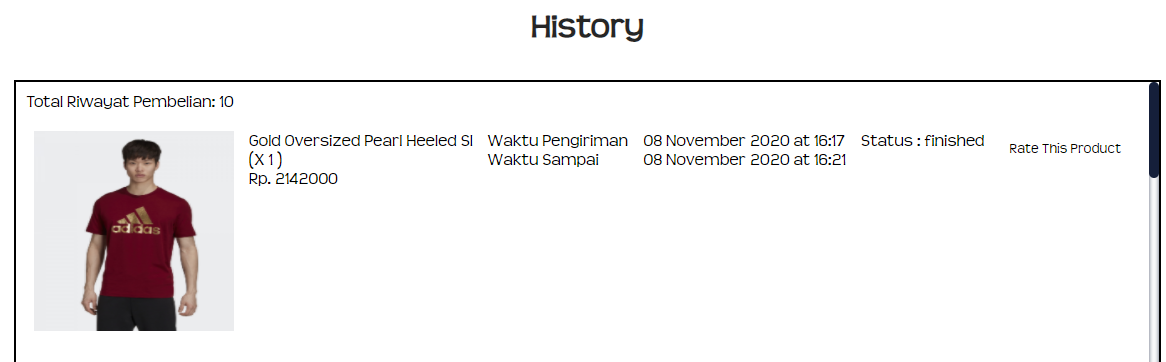 History
Total Riwayat Pembelian: 10
Gold Oversized Pearl Heeled Sl
(X 1 )
Rp. 2142000
Waktu Pengiriman
Waktu Sampai
08 November 2020 at 16:17
08 November 2020 at 16:21
Status : finished
Rate This Product
adidas